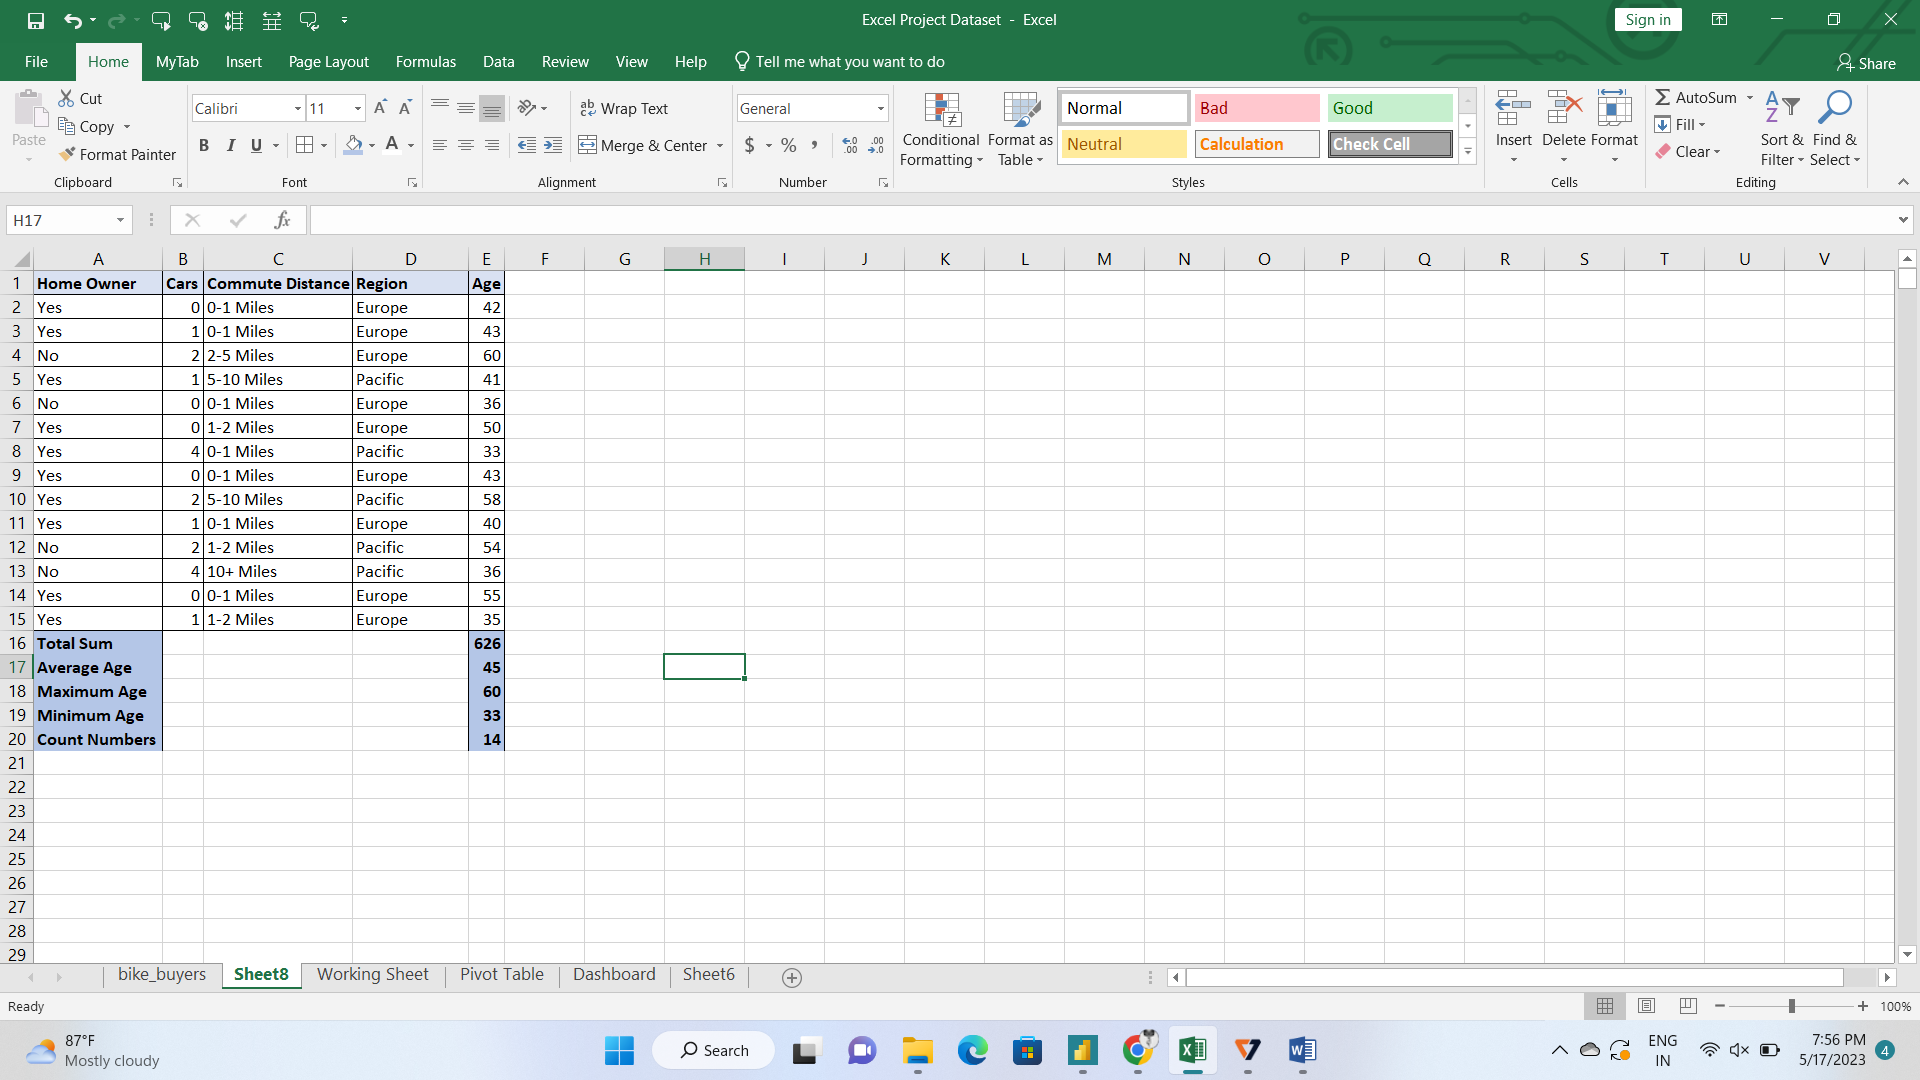 Excel Project Dataset - Excel
Sign in
File Home MyTab Insert Page Layout Formulas Data Review View Help Tell me what you want to do Share
Paste Cut Copy Format Painter Clipboard
Calibri 11 B I U A Font
Wrap Text Merge & Center Alignment
General $ % Number
Conditional Formatting Format as Table
Normal Bad Good
Neutral Calculation Check Cell
Styles
Insert Delete Format Cells
AutoSum Fill Clear Sort & Filter Find & Select Editing
H17 fx
A B C D E F G H I J K L M N O P Q R S T U V
1 Home Owner Cars Commute Distance Region Age
2 Yes 0 0-1 Miles Europe 42
3 Yes 1 0-1 Miles Europe 43
4 No 2 2-5 Miles Europe 60
5 Yes 1 5-10 Miles Pacific 41
6 No 0 0-1 Miles Europe 36
7 Yes 0 1-2 Miles Europe 50
8 Yes 4 0-1 Miles Pacific 33
9 Yes 0 0-1 Miles Europe 43
10 Yes 2 5-10 Miles Pacific 58
11 Yes 1 0-1 Miles Europe 40
12 No 2 1-2 Miles Pacific 54
13 No 4 10+ Miles Pacific 36
14 Yes 0 0-1 Miles Europe 55
15 Yes 1 1-2 Miles Europe 35
16 Total Sum 626
17 Average Age 45
18 Maximum Age 60
19 Minimum Age 33
20 Count Numbers 14
21
22
23
24
25
26
27
28
29
bike_buyers Sheet8 Working Sheet Pivot Table Dashboard Sheet6
Ready 100%
87°F
Mostly cloudy
Search
ENG
IN
7:56 PM
5/17/2023
4